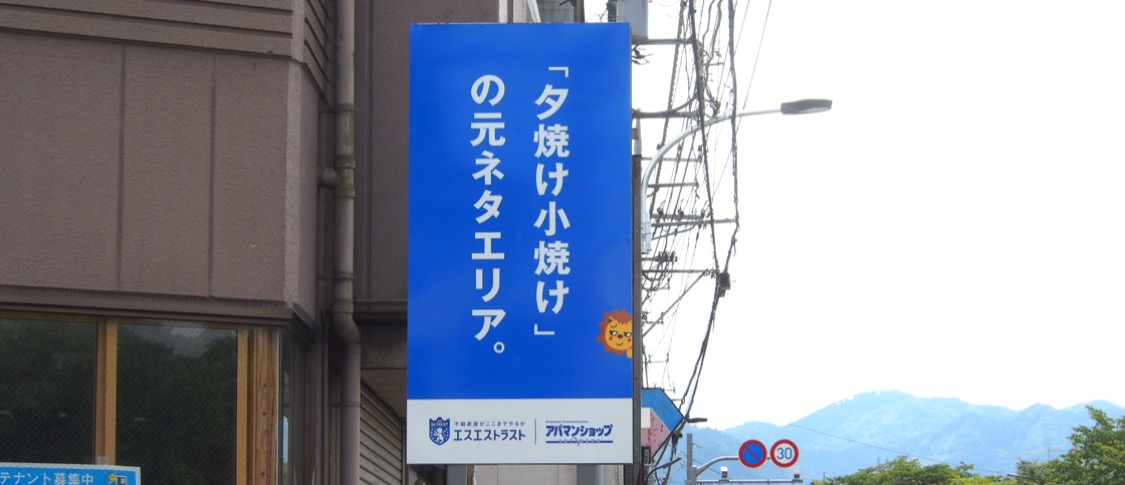 「夕焼け小焼け」
の元ネタエリア。
不動産屋がここまでやるか
エスエストラスト
アパマンショップ
テナント募集中
30